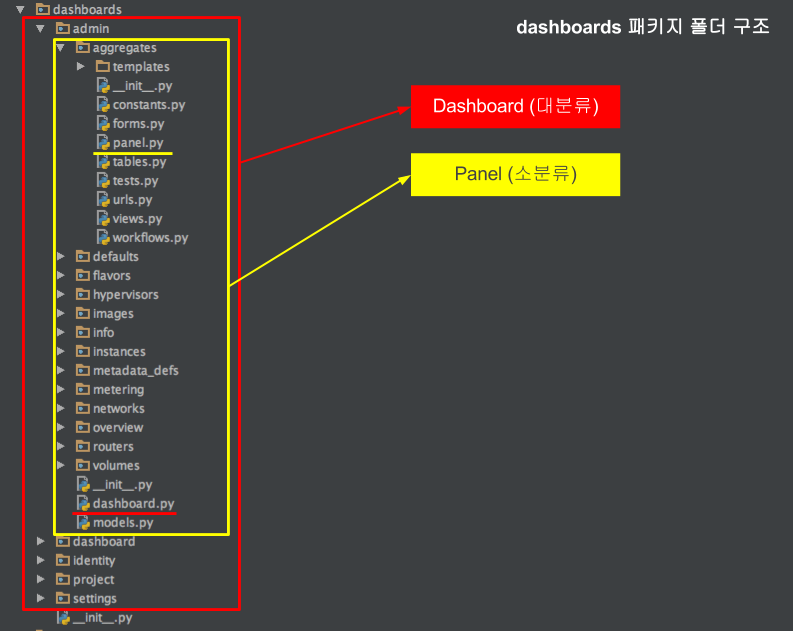 dashboards
dashboards 패키지 폴더 구조
admin
aggregates
templates
__init__.py
constants.py
Dashboard (대분류)
forms.py
panel.py
tables.py
Panel (소분류)
tests.py
urls.py
views.py
workflows.py
defaults
flavors
hypervisors
images
info
instances
metadata_defs
metering
networks
overview
routers
volumes
__init__.py
dashboard.py
models.py
dashboard
identity
project
settings
__init__.py